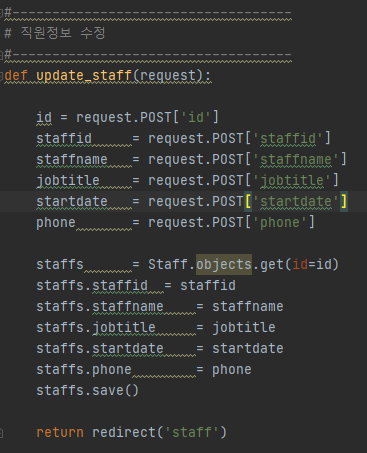 #-----------------------------------
# 직원정보 수정
#-----------------------------------
def update_staff(request):
    id = request.POST['id']
    staffid     = request.POST['staffid']
    staffname   = request.POST['staffname']
    jobtitle    = request.POST['jobtitle']
    startdate   = request.POST['startdate']
    phone       = request.POST['phone']
    staffs      = Staff.objects.get(id=id)
    staffs.staffid  = staffid
    staffs.staffname    = staffname
    staffs.jobtitle     = jobtitle
    staffs.startdate    = startdate
    staffs.phone        = phone
    staffs.save()
    return redirect('staff')